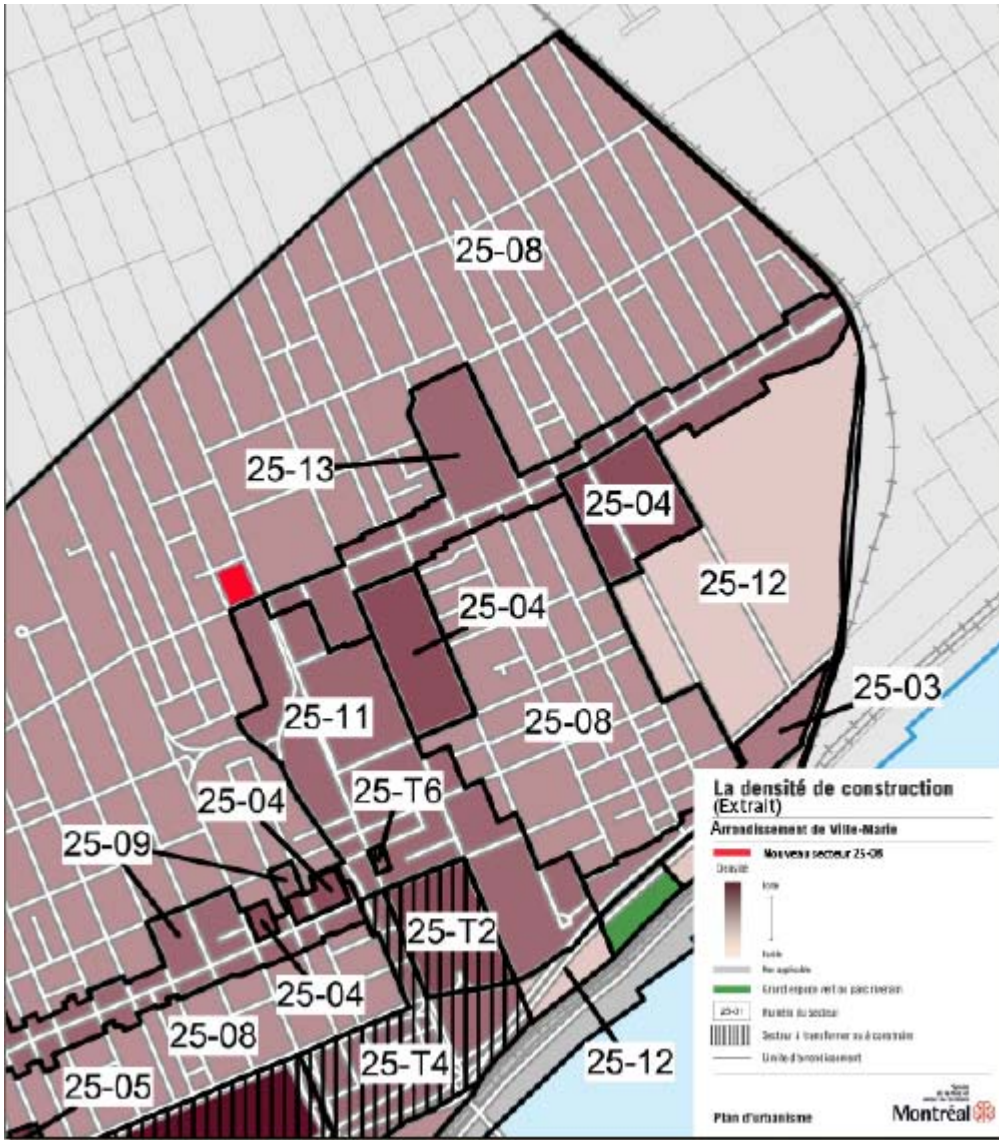 25-08
25-13
25-04
25-04
25-12
25-03
25-11
25-08
25-04
25-T6
25-09
25-T2
25-04
25-08
25-T4
25-12
25-05
La densité de construction
(Extrait)
Arrondissement de Ville-Marie
Nouveau secteur 25-08
Densité
forte
faible
Non applicable
Grand espace vert ou parc riverain
25-01
Numéro du secteur
Secteur à transformer ou à construire
Limite d'arrondissement
Plan d'urbanisme
Montréal